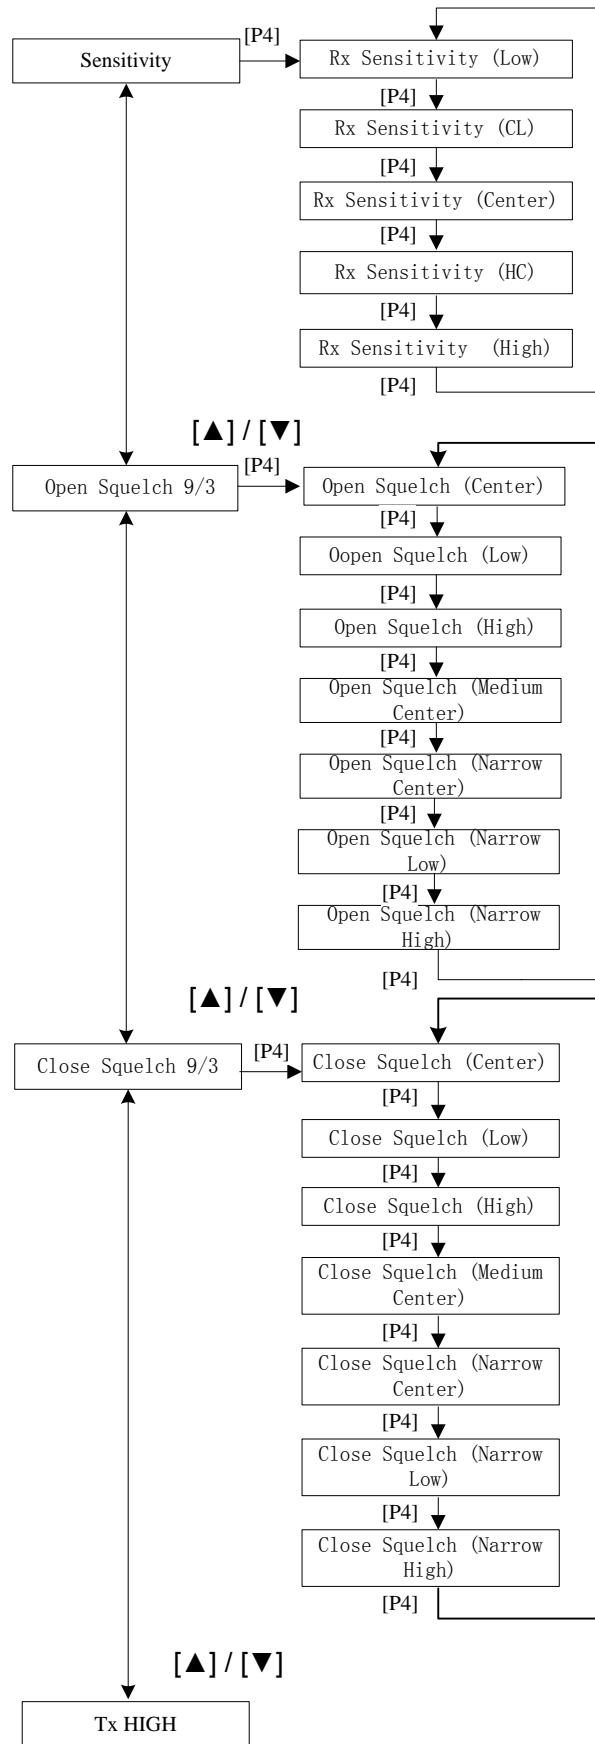 [P4]
Sensitivity
Rx Sensitivity (Low)
[P4]
Rx Sensitivity (CL)
[P4]
Rx Sensitivity (Center)
[P4]
Rx Sensitivity (HC)
[P4]
Rx Sensitivity (High)
[P4]
[▲] / [▼]
[P4]
Open Squelch 9/3
Open Squelch (Center)
[P4]
Oopen Squelch (Low)
[P4]
Open Squelch (High)
[P4]
Open Squelch (Medium
Center)
[P4]
Open Squelch (Narrow
Center)
[P4]
Open Squelch (Narrow
Low)
[P4]
Open Squelch (Narrow
High)
[P4]
[▲] / [▼]
[P4]
Close Squelch 9/3
Close Squelch (Center)
[P4]
Close Squelch (Low)
[P4]
Close Squelch (High)
[P4]
Close Squelch (Medium
Center)
[P4]
Close Squelch (Narrow
Center)
[P4]
Close Squelch (Narrow
Low)
[P4]
Close Squelch (Narrow
High)
[P4]
[▲] / [▼]
Tx HIGH